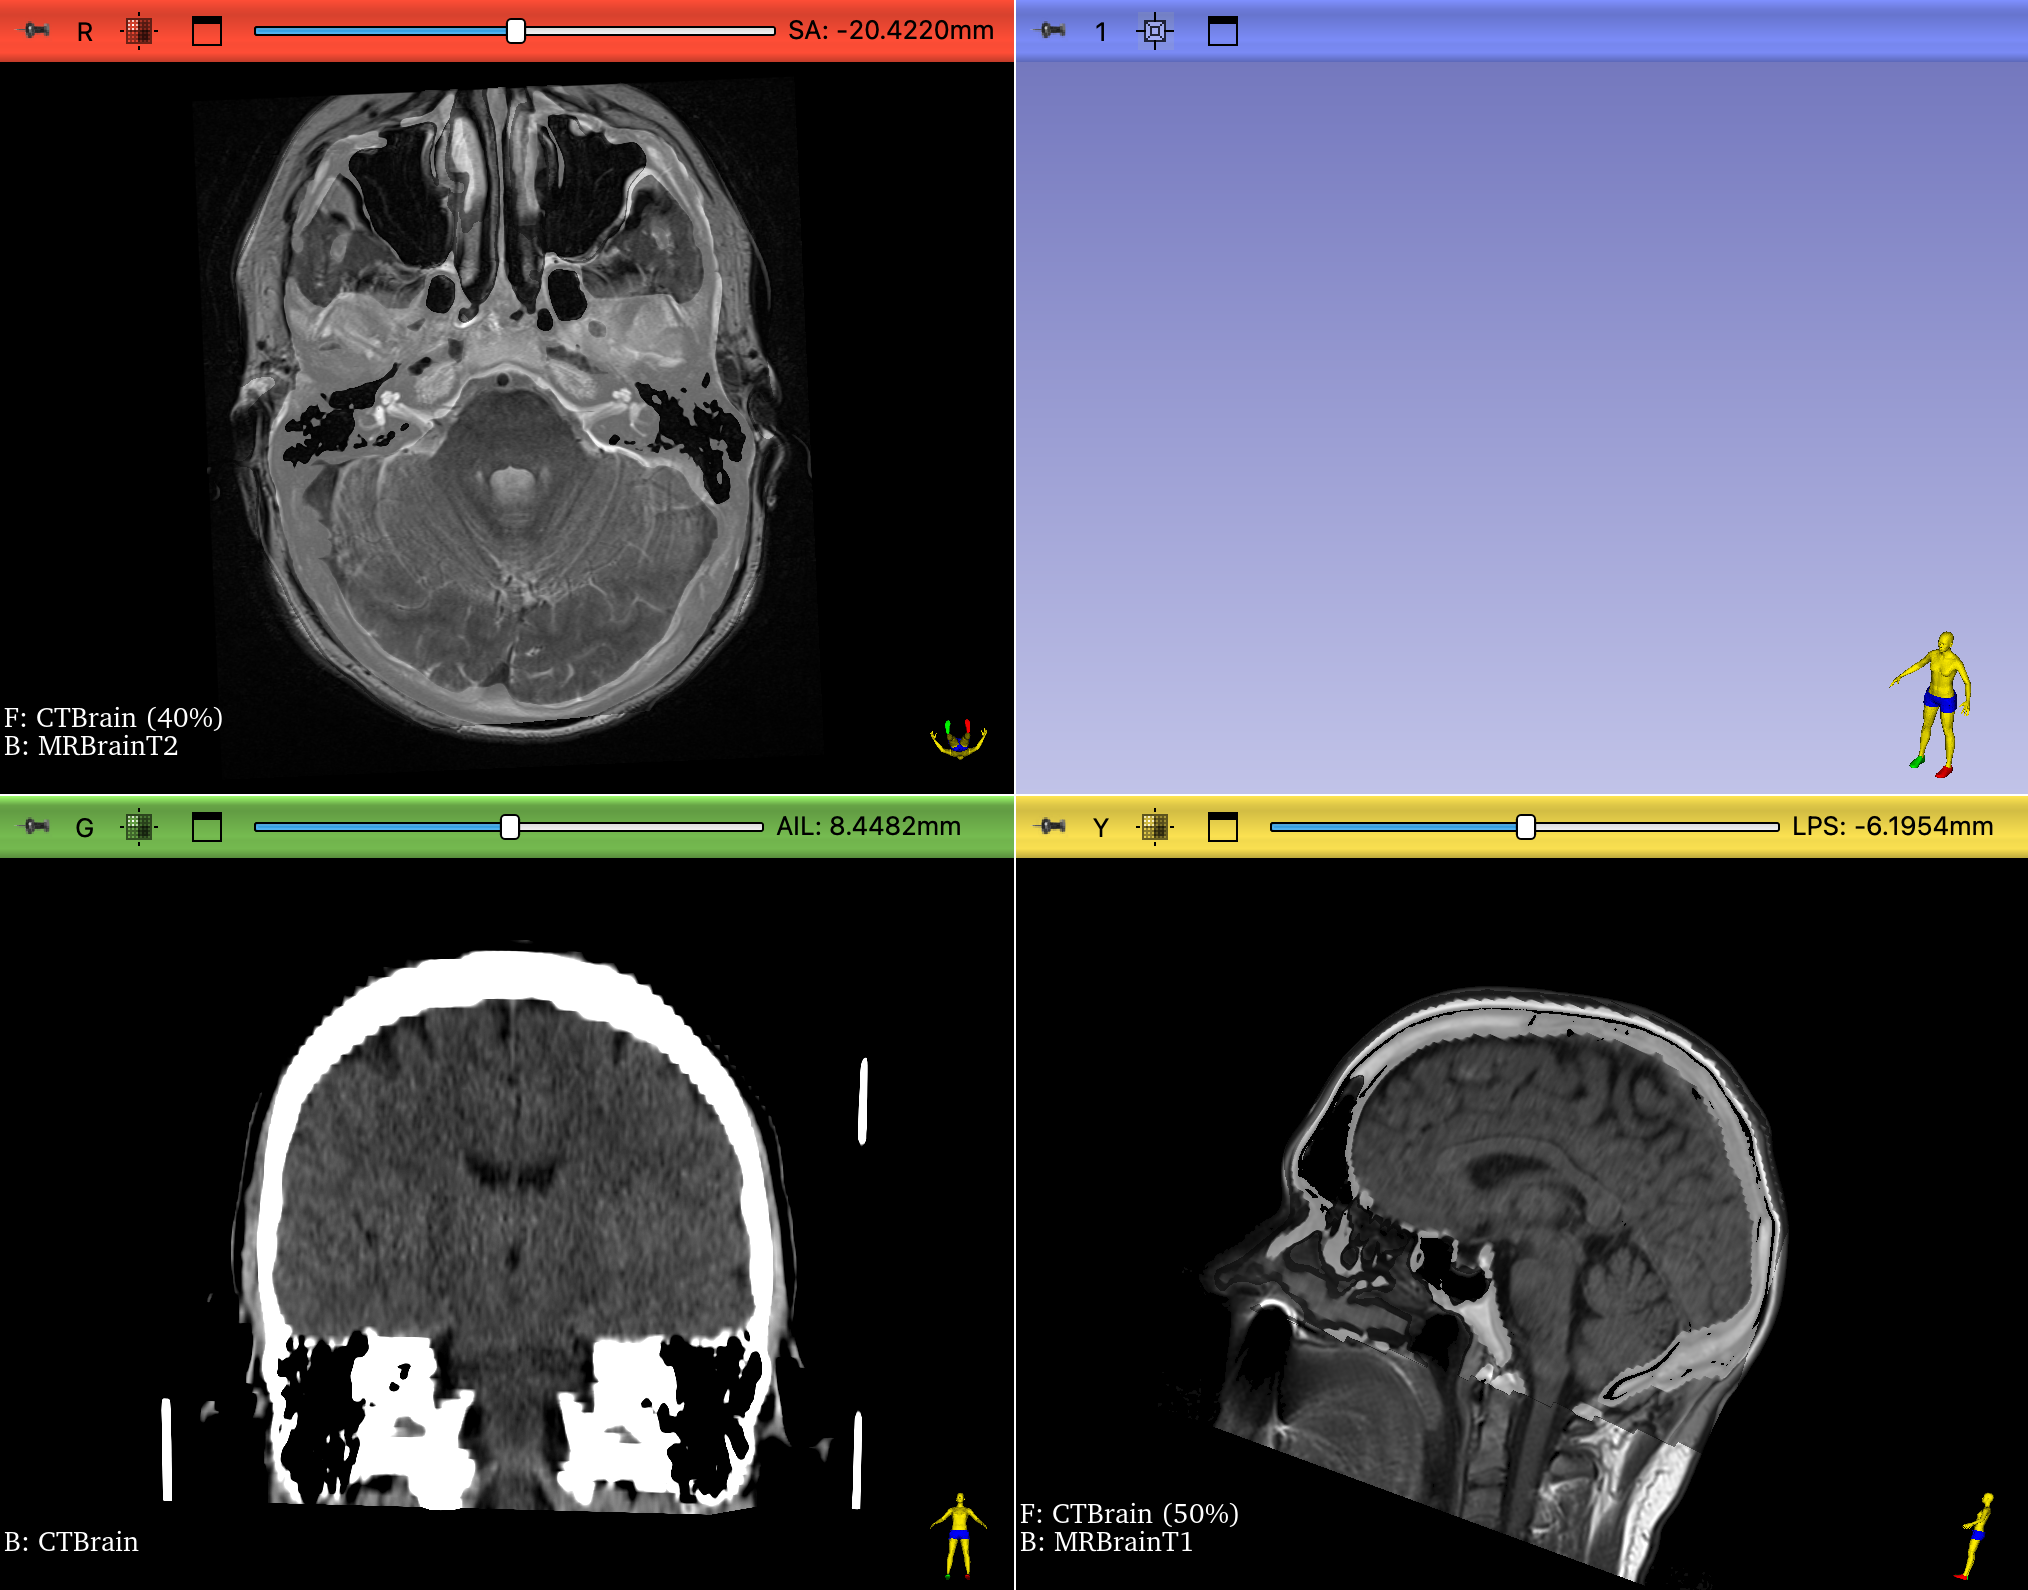 R SA: -20.4220mm
1
F: CTBrain (40%)
B: MRBrainT2
G AIL: 8.4482mm
Y LPS: -6.1954mm
B: CTBrain
F: CTBrain (50%)
B: MRBrainT1